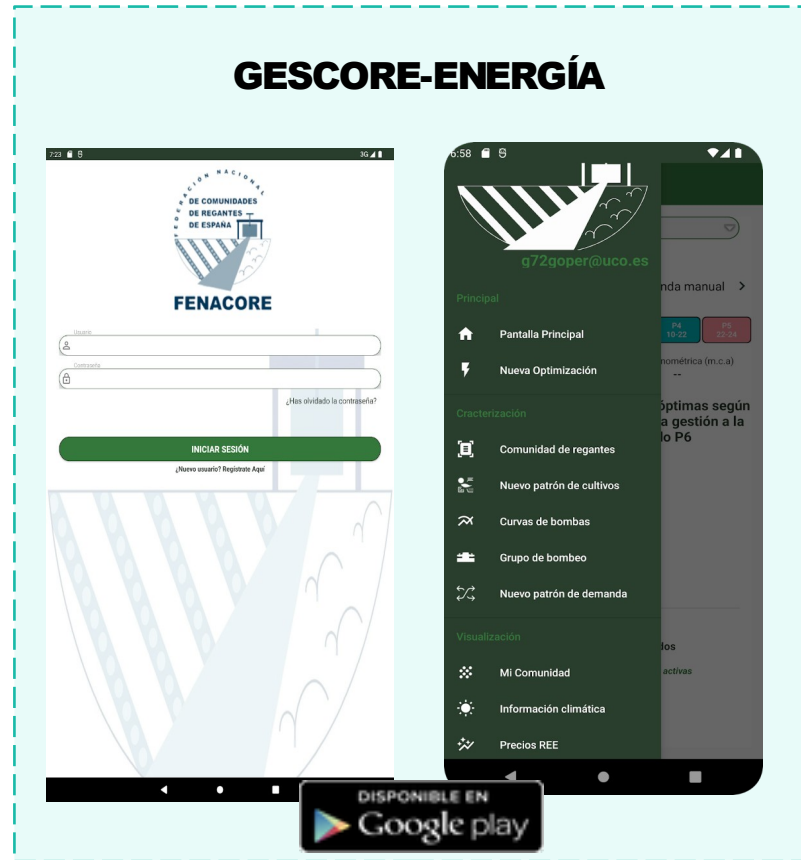 GESCORE-ENERGÍA
7:23
3G
FEDERACIÓN NACIONAL
DE COMUNIDADES
DE REGANTES
DE ESPAÑA
FENACORE
Usuario
Contraseña
¿Has olvidado la contraseña?
INICIAR SESIÓN
¿Nuevo usuario? Regístrate Aquí
6:58
g72goper@uco.es
Principal
Pantalla Principal
Nueva Optimización
Cracterización
Comunidad de regantes
Nuevo patrón de cultivos
Curvas de bombas
Grupo de bombeo
Nuevo patrón de demanda
Visualización
Mi Comunidad
Información climática
Precios REE
nda manual
P4
10-22
P5
22-24
nométrica (m.c.a)
--
óptimas según
a gestión a la
lo P6
dos
activas
DISPONIBLE EN
Google play